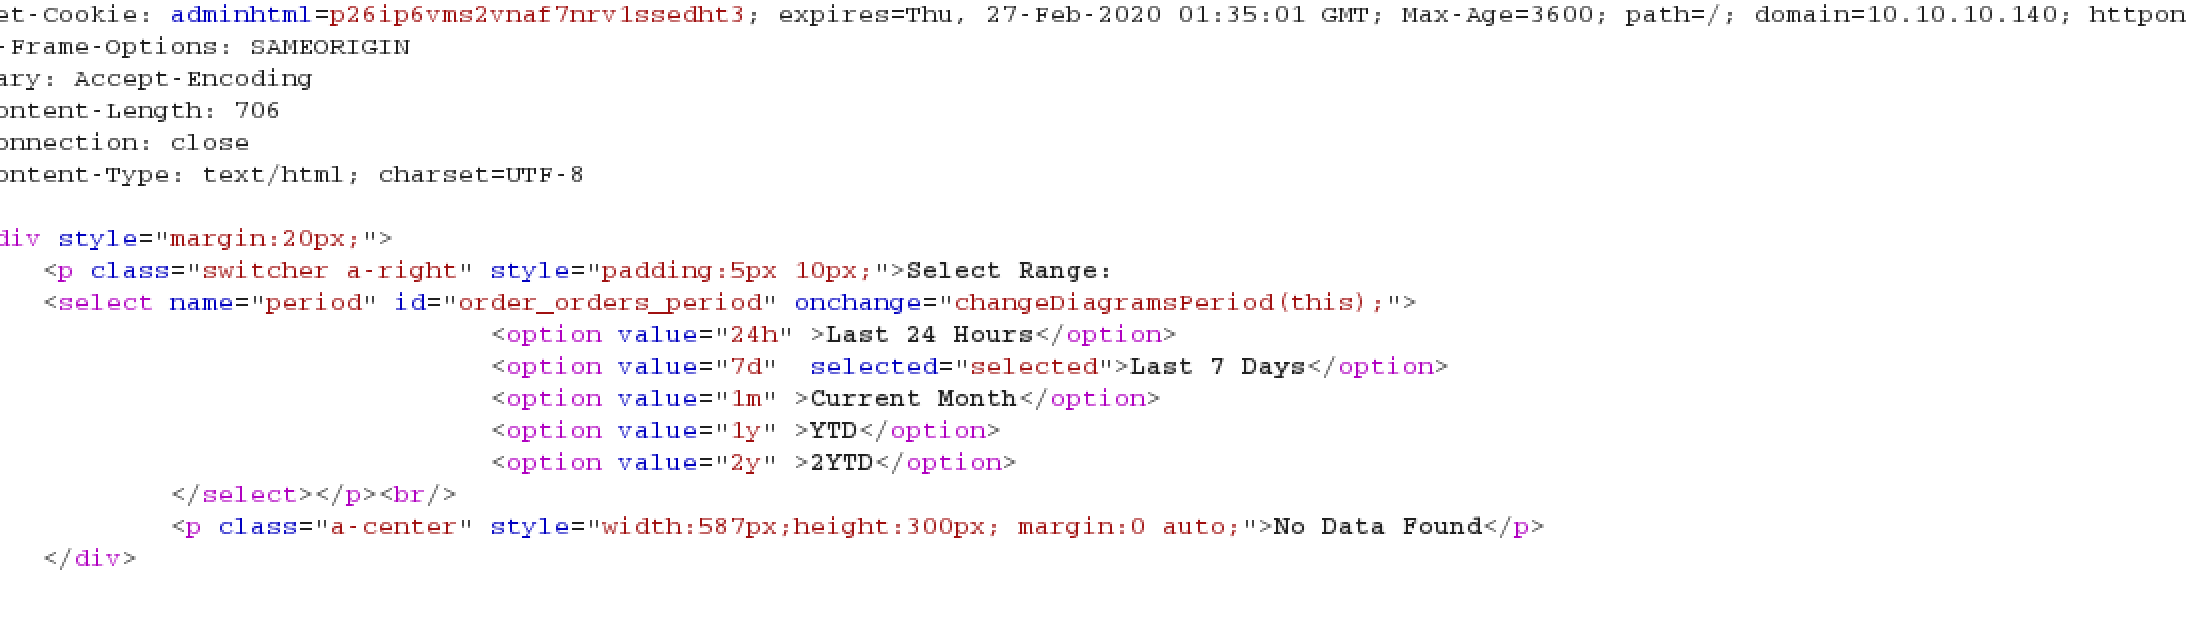 et-Cookie: adminhtml=p26ip6vms2vnaf7nrv1ssedht3; expires=Thu, 27-Feb-2020 01:35:01 GMT; Max-Age=3600; path=/; domain=10.10.10.140; httpon
-Frame-Options: SAMEORIGIN
ary: Accept-Encoding
ontent-Length: 706
onnection: close
ontent-Type: text/html; charset=UTF-8
div style="margin:20px;">
<p class="switcher a-right" style="padding:5px 10px;">Select Range:
<select name="period" id="order_orders_period" onchange="changeDiagramsPeriod(this);">
<option value="24h" >Last 24 Hours</option>
<option value="7d"  selected="selected">Last 7 Days</option>
<option value="1m" >Current Month</option>
<option value="1y" >YTD</option>
<option value="2y" >2YTD</option>
</select></p><br/>
<p class="a-center" style="width:587px;height:300px; margin:0 auto;">No Data Found</p>
</div>